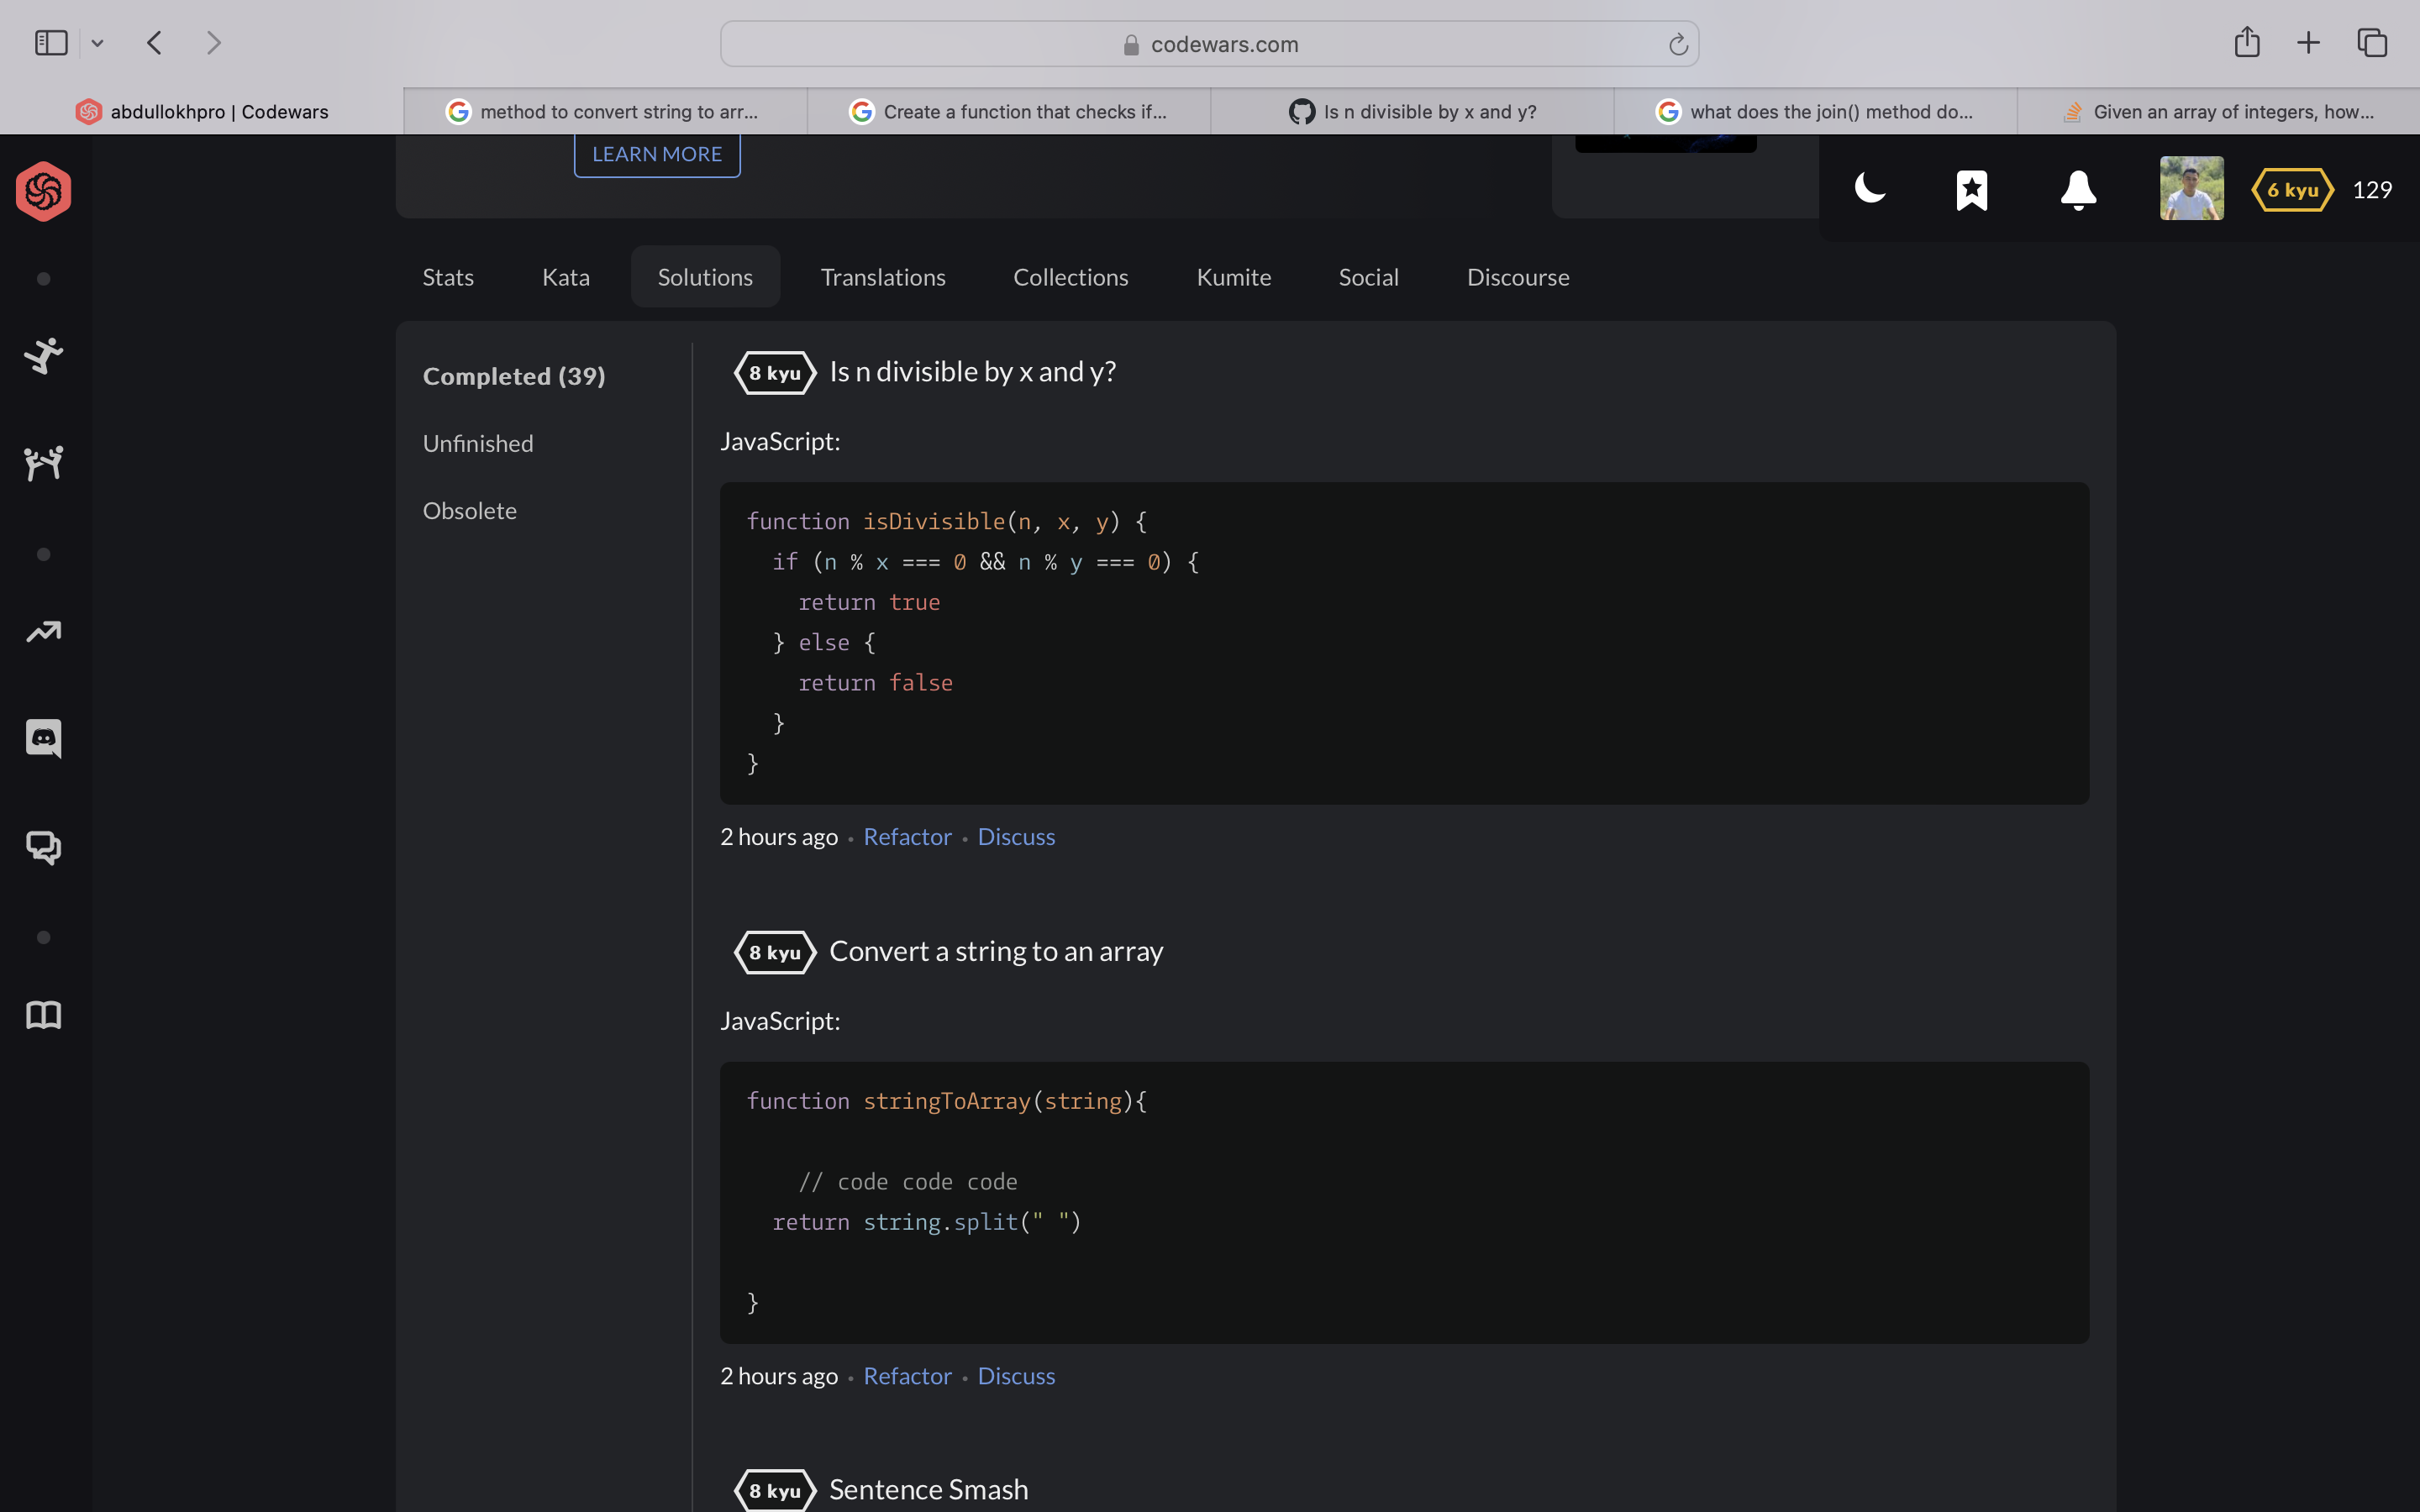 codewars.com
abdullokhpro | Codewars
method to convert string to arr...
Create a function that checks if...
Is n divisible by x and y?
what does the join() method do...
Given an array of integers, how...
LEARN MORE
6 kyu 129
Stats Kata Solutions Translations Collections Kumite Social Discourse
Completed (39)
Unfinished
Obsolete
8 kyu Is n divisible by x and y?
JavaScript:
function isDivisible(n, x, y) {
  if (n % x === 0 && n % y === 0) {
    return true
  } else {
    return false
  }
}
2 hours ago • Refactor • Discuss
8 kyu Convert a string to an array
JavaScript:
function stringToArray(string){
    // code code code
  return string.split(" ")
}
2 hours ago • Refactor • Discuss
8 kyu Sentence Smash